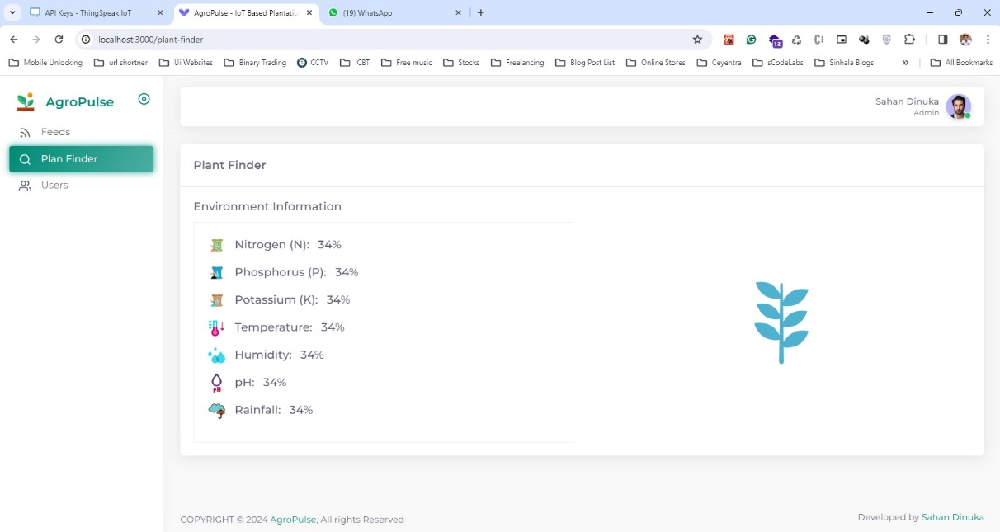 API Keys - ThingSpeak IoT
AgroPulse - IoT Based Plantatio
(19) WhatsApp
localhost:3000/plant-finder
13
Mobile Unlocking
url shortner
Ui Websites
Binary Trading
CCTV
ICBT
Free music
Stocks
Freelancing
Blog Post List
Online Stores
Ceyentra
sCodeLabs
Sinhala Blogs
All Bookmarks
AgroPulse
Sahan Dinuka
Admin
Feeds
Plan Finder
Users
Plant Finder
Environment Information
Nitrogen (N): 34%
Phosphorus (P): 34%
Potassium (K): 34%
Temperature: 34%
Humidity: 34%
pH pH: 34%
Rainfall: 34%
COPYRIGHT © 2024 AgroPulse, All rights Reserved
Developed by Sahan Dinuka